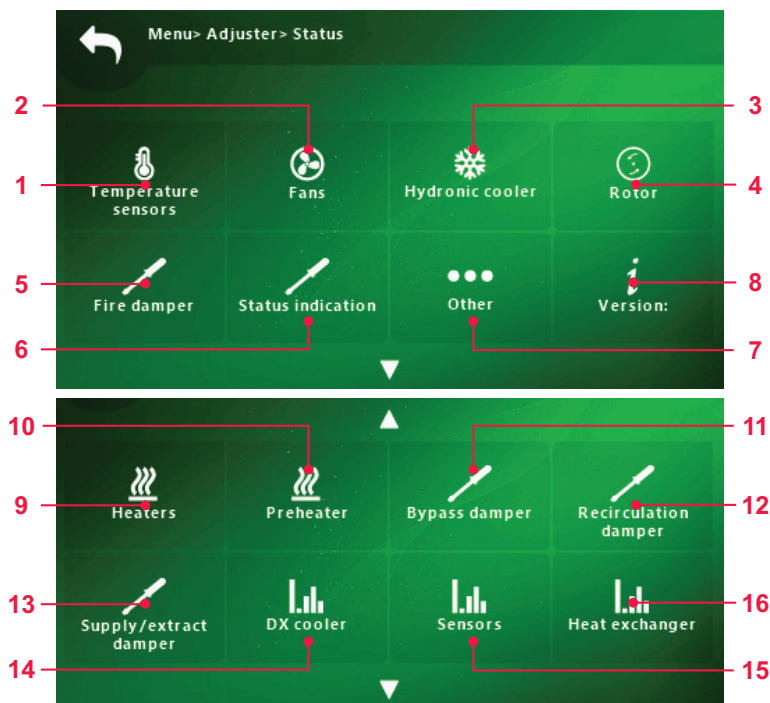 Menu> Adjuster> Status
2
3
1
4
Temperature
sensors
Fans
Hydronic cooler
Rotor
5
8
Fire damper
Status indication
Other
Version:
6
7
10
11
9
12
Heaters
Preheater
Bypass damper
Recirculation
damper
13
16
Supply/extract
damper
DX cooler
Sensors
Heat exchanger
14
15